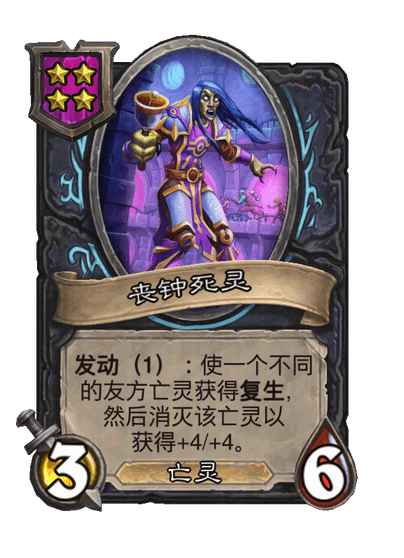 丧钟死灵
发动（1）：使一个不同
的友方亡灵获得复生，
然后消灭该亡灵以
获得+4/+4。
3
亡灵
6